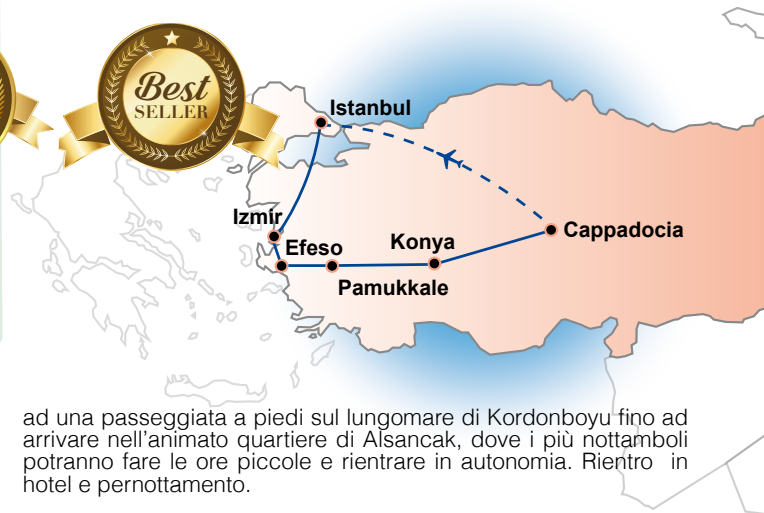 Best
SELLER
Istanbul
Izmir
Efeso
Konya
Cappadocia
Pamukkale
ad una passeggiata a piedi sul lungomare di Kordonboyu fino ad
arrivare nell'animato quartiere di Alsancak, dove i più nottambuli
potranno fare le ore piccole e rientrare in autonomia. Rientro in
hotel e pernottamento.